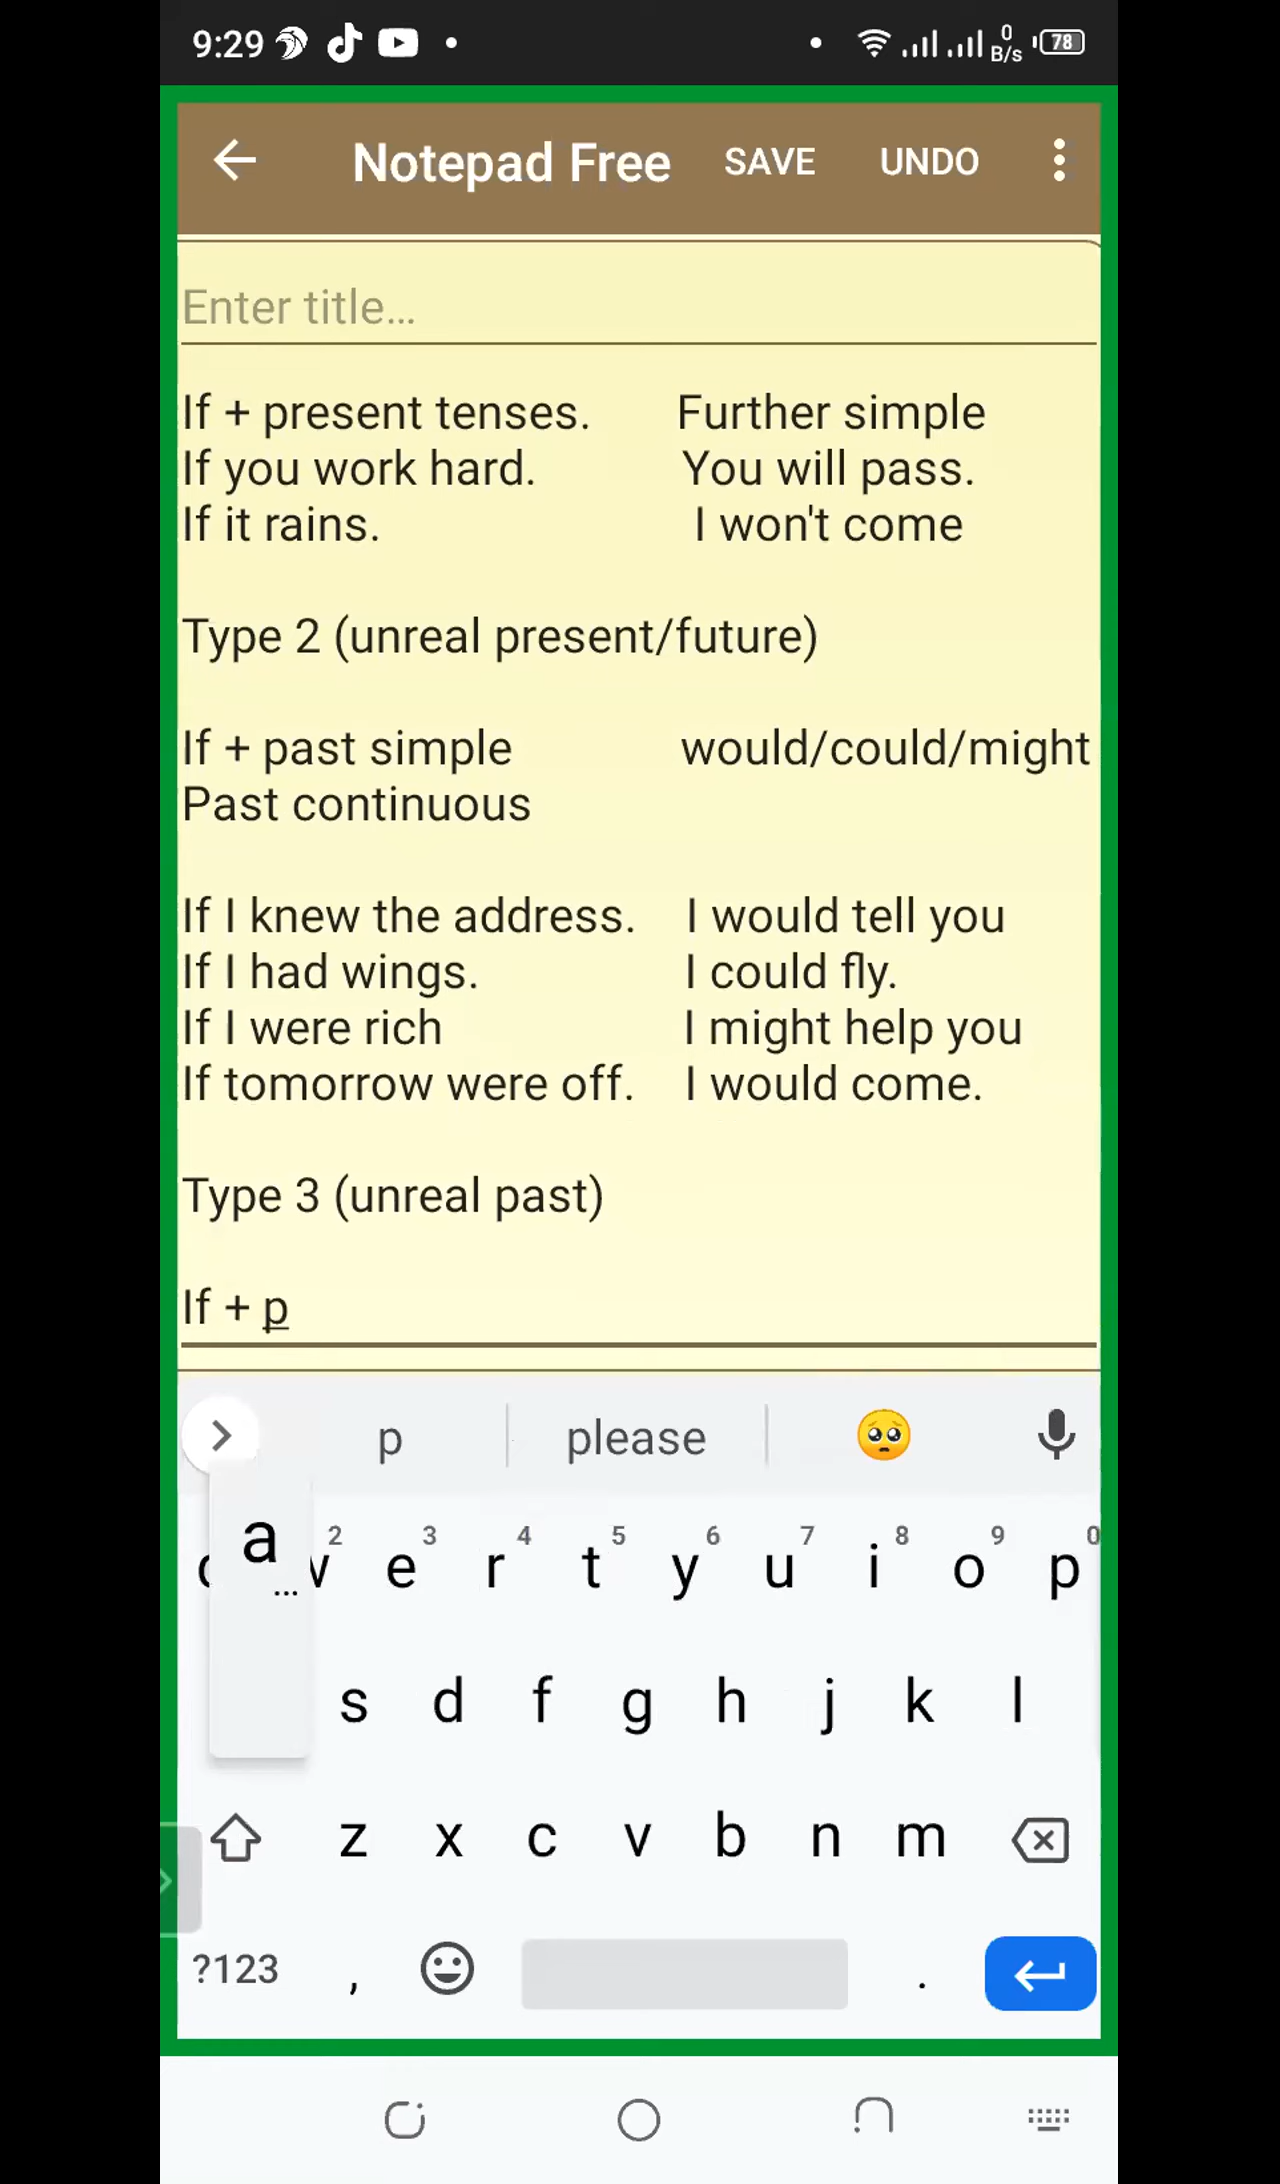 9:29 0 B/s 78
Notepad Free SAVE UNDO
Enter title...
If + present tenses. Further simple
If you work hard. You will pass.
If it rains. I won't come
Type 2 (unreal present/future)
If + past simple would/could/might
Past continuous
If I knew the address. I would tell you
If I had wings. I could fly.
If I were rich I might help you
If tomorrow were off. I would come.
Type 3 (unreal past)
If + p
p please
a ...
2 3 4 5 6 7 8 9 0
e r t y u i o p
s d f g h j k l
z x c v b n m
?123 , .